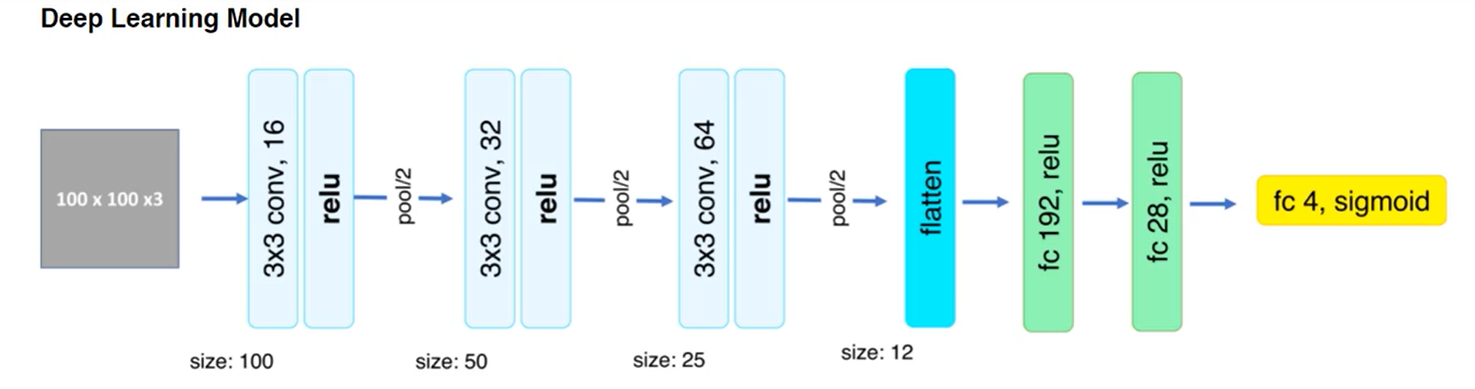 Deep Learning Model
100 x 100 x3
3x3 conv, 16
relu
pool/2
3x3 conv, 32
relu
pool/2
3x3 conv, 64
relu
pool/2
flatten
fc 192, relu
fc 28, relu
fc 4, sigmoid
size: 100
size: 50
size: 25
size: 12